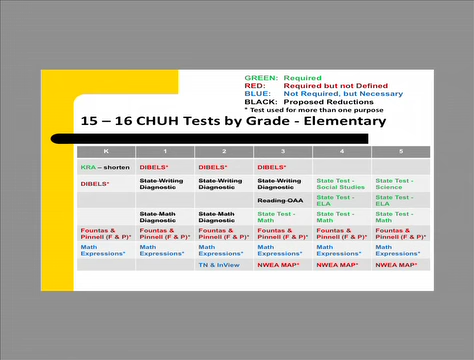 GREEN: Required
RED: Required but not Defined
BLUE: Not Required, but Necessary
BLACK: Proposed Reductions
* Test used for more than one purpose
15 – 16 CHUH Tests by Grade - Elementary
K 1 2 3 4 5
KRA – shorten DIBELS* DIBELS* DIBELS*
DIBELS* State Writing Diagnostic State Writing Diagnostic State Writing Diagnostic State Test - Social Studies State Test - Science
Reading OAA State Test - ELA State Test - ELA
State Math Diagnostic State Math Diagnostic State Test - Math State Test - Math State Test - Math
Fountas & Pinnell (F & P)* Fountas & Pinnell (F & P)* Fountas & Pinnell (F & P)* Fountas & Pinnell (F & P)* Fountas & Pinnell (F & P)* Fountas & Pinnell (F & P)*
Math Expressions* Math Expressions* Math Expressions* Math Expressions* Math Expressions* Math Expressions*
TN & InView NWEA MAP* NWEA MAP* NWEA MAP*